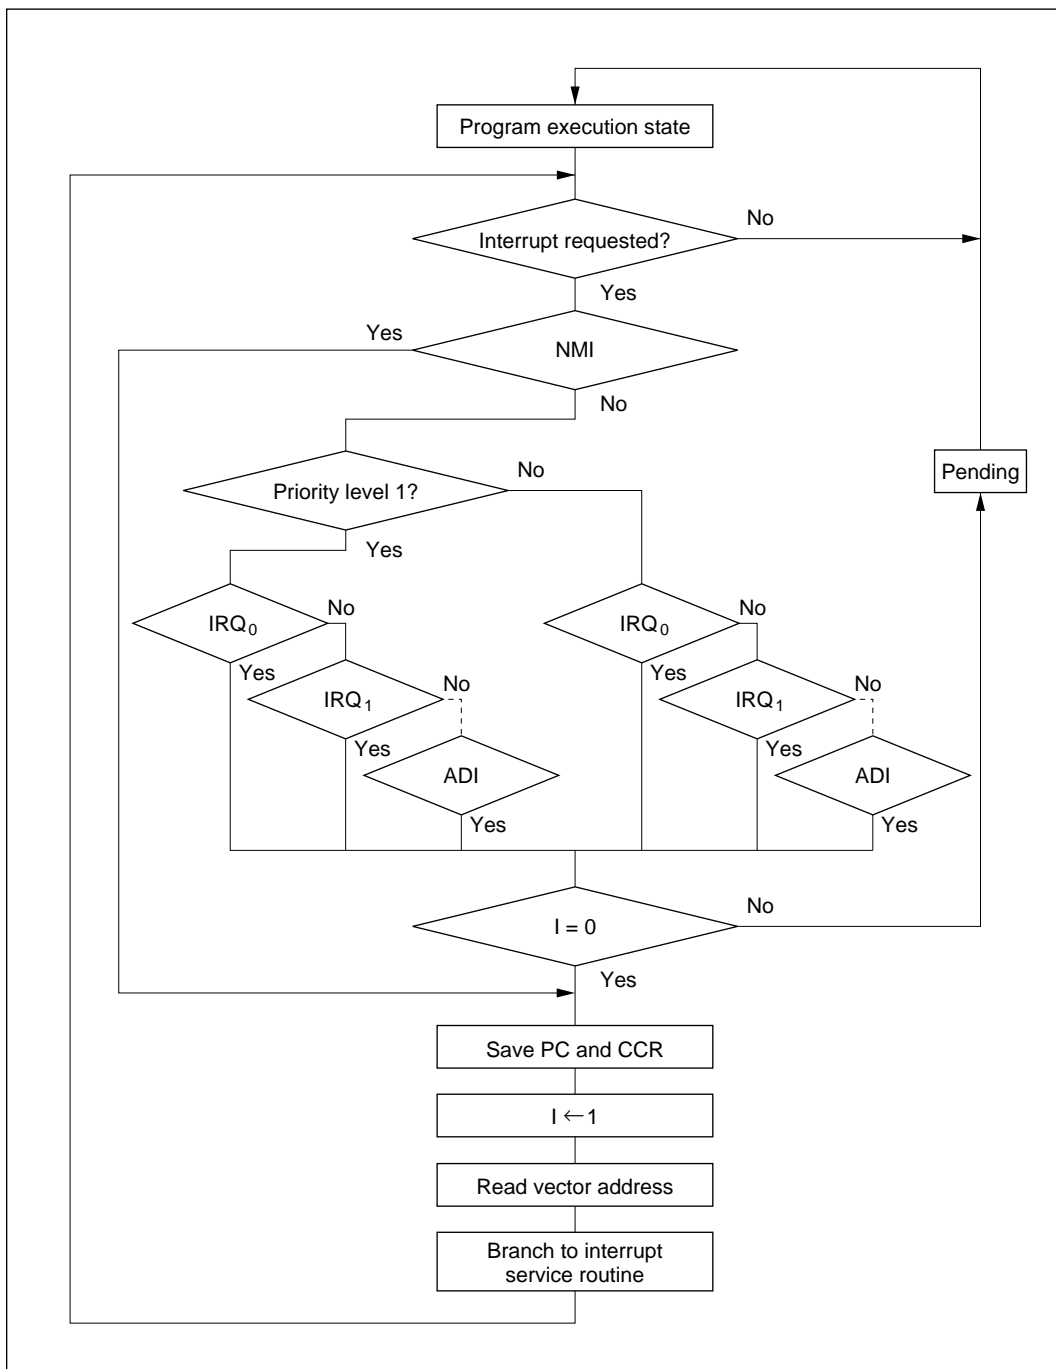 Program execution state
Interrupt requested?
No
Yes
Yes
NMI
No
Priority level 1?
No
Pending
Yes
IRQ0
No
IRQ0
No
Yes
IRQ1
No
Yes
IRQ1
No
Yes
ADI
Yes
ADI
Yes
Yes
I = 0
No
Yes
Save PC and CCR
I ← 1
Read vector address
Branch to interrupt
service routine